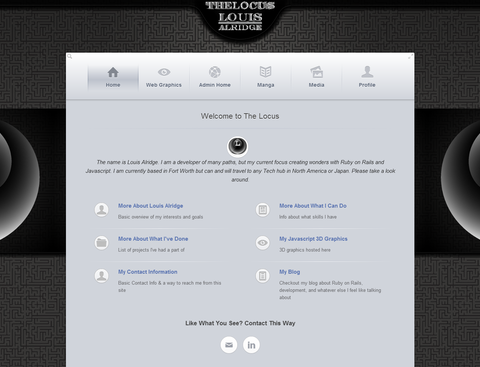 THELOCUS
LOUIS
ALRIDGE
Home
Web Graphics
Admin Home
Manga
Media
Profile
Welcome to The Locus
The name is Louis Alridge. I am a developer of many paths, but my current focus creating wonders with Ruby on Rails and
Javascript. I am currently based in Fort Worth but can and will travel to any Tech hub in North America or Japan. Please take a look
around.
More About Louis Alridge
Basic overview of my interests and goals
More About What I Can Do
Info about what skills I have
More About What I've Done
List of projects I've had a part of
My Javascript 3D Graphics
3D graphics hosted here
My Contact Information
Basic Contact Info & a way to reach me from this
site
My Blog
Checkout my blog about Ruby on Rails,
development, and whatever else I feel like talking
about
Like What You See? Contact This Way